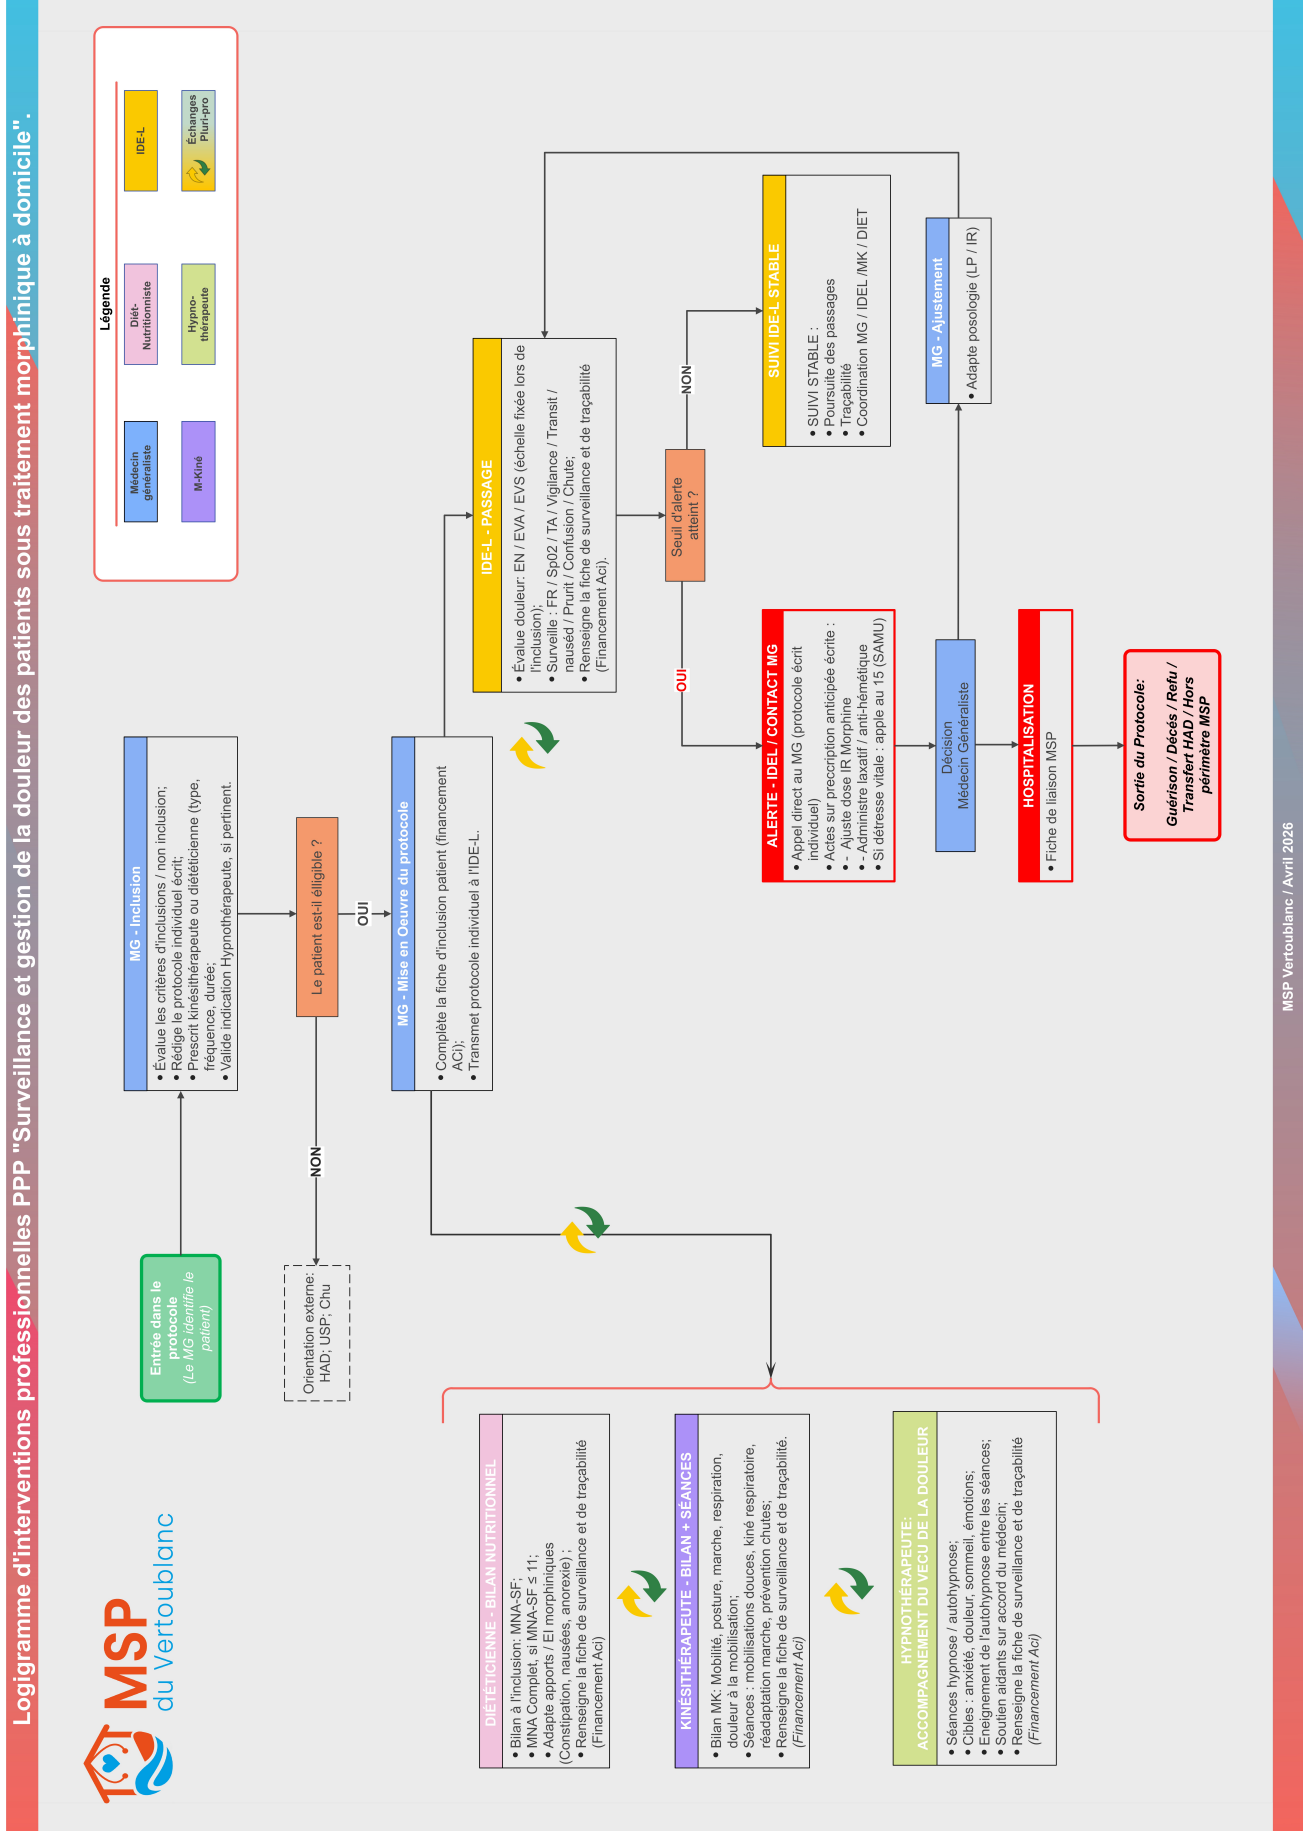 Logigramme d'interventions professionnelles PPP "Surveillance et gestion de la douleur des patients sous traitement morphinique à domicile".
MSP
du Vertoublanc
Légende
Médecin
généraliste
Diét-
Nutritionniste
IDE-L
M-Kiné
Hypno-
thérapeute
Échanges
Pluri-pro
Entrée dans le
protocole
(Le MG identifie le
patient)
MG - Inclusion
• Évalue les critères d'inclusions / non inclusion;
• Rédige le protocole individuel écrit;
• Prescrit kinésithérapeute ou diététicienne (type,
fréquence, durée;
• Valide indication Hypnothérapeute, si pertinent.
Le patient est-il élligible ?
NON
Orientation externe:
HAD; USP; Chu
OUI
MG - Mise en Oeuvre du protocole
• Complète la fiche d'inclusion patient (financement
ACi);
• Transmet protocole individuel à l'IDE-L.
IDE-L - PASSAGE
• Évalue douleur: EN / EVA / EVS (échelle fixée lors de
l'inclusion);
• Surveille : FR / Sp02 / TA / Vigilance / Transit /
nauséd / Prurit / Confusion / Chute;
• Renseigne la fiche de surveillance et de traçabilité
(Financement Aci).
Seuil d'alerte
atteint ?
NON
SUIVI IDE-L STABLE
• SUIVI STABLE :
• Poursuite des passages
• Traçabilité
• Coordination MG / IDEL /MK / DIET
OUI
ALERTE - IDEL / CONTACT MG
• Appel direct au MG (protocole écrit
individuel)
• Actes sur preccription anticipée écrite :
• - Ajuste dose IR Morphine
• - Administre laxatif / anti-hémétique
• Si détresse vitale : apple au 15 (SAMU)
Décision
Médecin Généraliste
MG - Ajustement
• Adapte posologie (LP / IR)
HOSPITALISATION
• Fiche de liaison MSP
Sortie du Protocole:
Guérison / Décés / Refu /
Transfert HAD / Hors
périmètre MSP
DIÉTÉTICIENNE - BILAN NUTRITIONNEL
• Bilan à l'inclusion: MNA-SF;
• MNA Complet, si MNA-SF ≤ 11;
• Adapte apports / EI morphiniques
(Constipation, nausées, anorexie) ;
• Renseigne la fiche de surveillance et de traçabilité
(Financement Aci)
KINÉSITHÉRAPEUTE - BILAN + SÉANCES
• Bilan MK: Mobilité, posture, marche, respiration,
douleur à la mobilisation;
• Séances : mobilisations douces, kiné respiratoire,
réadaptation marche, prévention chutes;
• Renseigne la fiche de surveillance et de traçabilité.
(Financement Aci)
HYPNOTHÉRAPEUTE:
ACCOMPAGNEMENT DU VECU DE LA DOULEUR
• Séances hypnose / autohypnose;
• Cibles : anxiété, douleur, sommeil, émotions;
• Eneignement de l'autohypnose entre les séances;
• Soutien aidants sur accord du médecin;
• Renseigne la fiche de surveillance et de traçabilité
(Financement Aci)
MSP Vertoublanc / Avril 2026